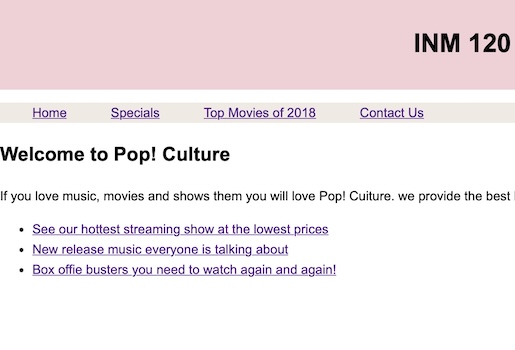 INM 120
Home Specials Top Movies of 2018 Contact Us
Welcome to Pop! Culture
If you love music, movies and shows them you will love Pop! Cuiture. we provide the best
See our hottest streaming show at the lowest prices
New release music everyone is talking about
Box offie busters you need to watch again and again!